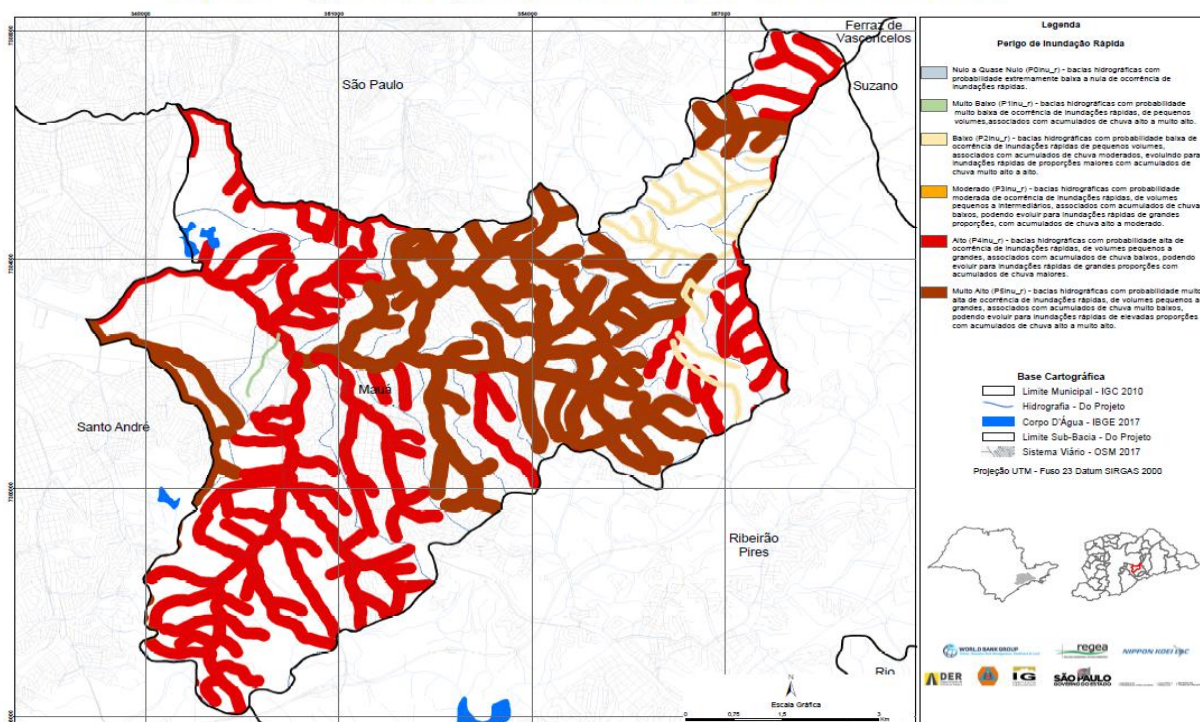 340000
351000
354000
357000
Ferraz de
Vasconcelos
São Paulo
Suzano
Mauá
Santo André
Ribeirão
Pires
Rio
N
Escala Gráfica
0 0,75 1,5 3
Km
Legenda
Perigo de Inundação Rápida
Nulo a Quase Nulo (P0inu_r) - bacias hidrográficas com
probabilidade extremamente baixa a nula de ocorrência de
inundações rápidas.
Muito Baixo (P1inu_r) - bacias hidrográficas com probabilidade
muito baixa de ocorrência de inundações rápidas, de pequenos
volumes,associados com acumulados de chuva alto a muito alto.
Baixo (P2inu_r) - bacias hidrográficas com probabilidade baixa de
ocorrência de inundações rápidas de pequenos volumes,
associados com acumulados de chuva moderados, evoluindo para
inundações rápidas de proporções maiores com acumulados de
chuva muito alto a alto.
Moderado (P3inu_r) - bacias hidrográficas com probabilidade
moderada de ocorrência de inundações rápidas, de volumes
pequenos a intermediários, associados com acumulados de chuva
baixos, podendo evoluir para inundações rápidas de grandes
proporções, com acumulados de chuva alto a moderado.
Alto (P4inu_r) - bacias hidrográficas com probabilidade alta de
ocorrência de inundações rápidas, de volumes pequenos a
grandes, associados com acumulados de chuva baixos, podendo
evoluir para inundações rápidas de grandes proporções com
acumulados de chuva maiores.
Muito Alto (P5inu_r) - bacias hidrográficas com probabilidade muito
alta de ocorrência de inundações rápidas, de volumes pequenos a
grandes, associados com acumulados de chuva muito baixos,
podendo evoluir para inundações rápidas de elevadas proporções
com acumulados de chuva alto a muito alto.
Base Cartográfica
Limite Municipal - IGC 2010
Hidrografia - Do Projeto
Corpo D'Água - IBGE 2017
Limite Sub-Bacia - Do Projeto
Sistema Viário - OSM 2017
Projeção UTM - Fuso 23 Datum SIRGAS 2000
WORLD BANK GROUP
regea
NIPPON KOEI LAC
DER
IG
SÃO PAULO
GOVERNO DO ESTADO